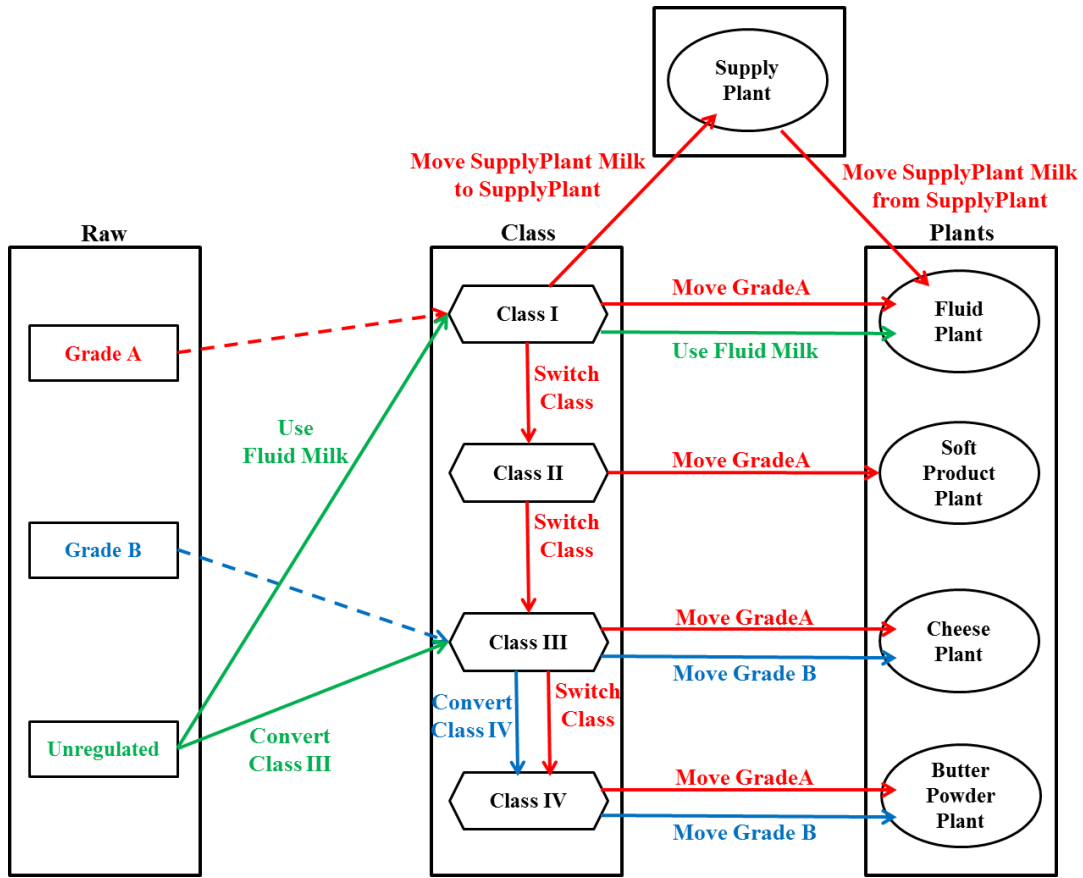 Supply
Plant
Move SupplyPlant Milk
to SupplyPlant
Move SupplyPlant Milk
from SupplyPlant
Raw
Class
Plants
Grade A
Class I
Move GradeA
Use Fluid Milk
Fluid
Plant
Switch
Class
Use
Fluid Milk
Class II
Move GradeA
Soft
Product
Plant
Switch
Class
Grade B
Class III
Move GradeA
Move Grade B
Cheese
Plant
Convert
Class IV
Switch
Class
Unregulated
Convert
Class III
Class IV
Move GradeA
Move Grade B
Butter
Powder
Plant